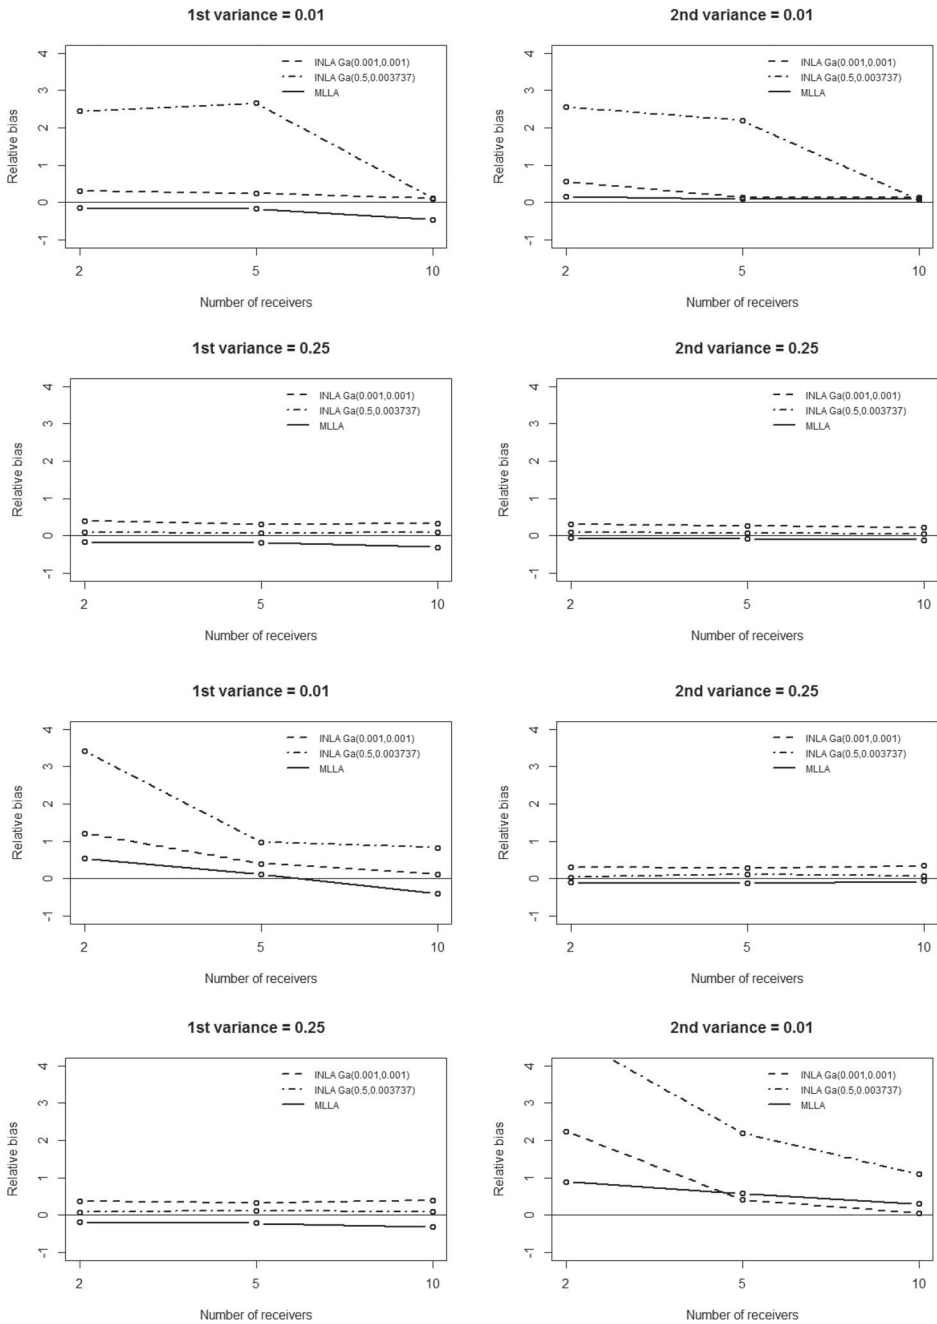 1st variance = 0.01
Relative bias
4
3
2
1
0
-1
INLA Ga(0.001,0.001)
INLA Ga(0.5,0.003737)
MLLA
2
5
10
Number of receivers
2nd variance = 0.01
Relative bias
4
3
2
1
0
-1
INLA Ga(0.001,0.001)
INLA Ga(0.5,0.003737)
MLLA
2
5
10
Number of receivers
1st variance = 0.25
Relative bias
4
3
2
1
0
-1
INLA Ga(0.001,0.001)
INLA Ga(0.5,0.003737)
MLLA
2
5
10
Number of receivers
2nd variance = 0.25
Relative bias
4
3
2
1
0
-1
INLA Ga(0.001,0.001)
INLA Ga(0.5,0.003737)
MLLA
2
5
10
Number of receivers
1st variance = 0.01
Relative bias
4
3
2
1
0
-1
INLA Ga(0.001,0.001)
INLA Ga(0.5,0.003737)
MLLA
2
5
10
Number of receivers
2nd variance = 0.25
Relative bias
4
3
2
1
0
-1
INLA Ga(0.001,0.001)
INLA Ga(0.5,0.003737)
MLLA
2
5
10
Number of receivers
1st variance = 0.25
Relative bias
4
3
2
1
0
-1
INLA Ga(0.001,0.001)
INLA Ga(0.5,0.003737)
MLLA
2
5
10
Number of receivers
2nd variance = 0.01
Relative bias
4
3
2
1
0
-1
INLA Ga(0.001,0.001)
INLA Ga(0.5,0.003737)
MLLA
2
5
10
Number of receivers